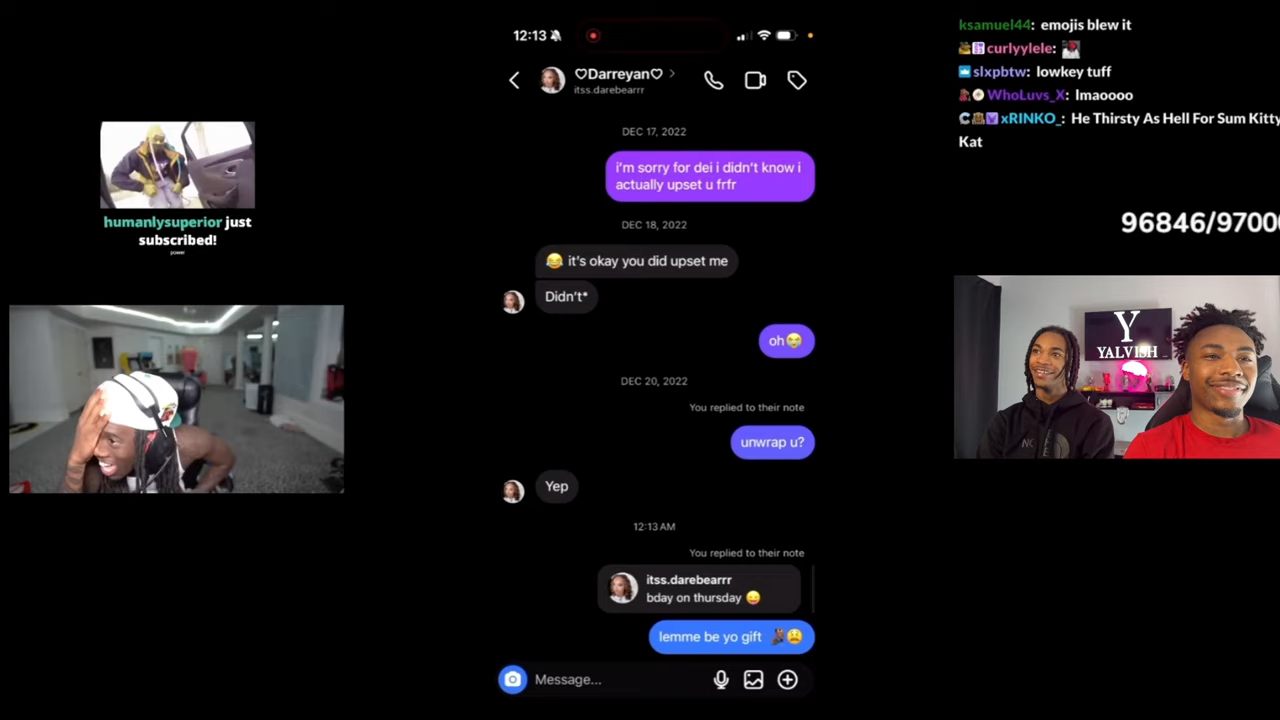 humanlysuperior just
subscribed!
power
12:13
♡Darreyan♡
itss.darebearrr
DEC 17, 2022
i'm sorry for dei i didn't know i
actually upset u frfr
DEC 18, 2022
😂 it's okay you did upset me
Didn't*
oh😂
DEC 20, 2022
You replied to their note
unwrap u?
Yep
12:13 AM
You replied to their note
itss.darebearrr
bday on thursday 😛
lemme be yo gift 😩
Message...
ksamuel44: emojis blew it
curlyylele:
slxpbtw: lowkey tuff
WhoLuvs_X: lmaoooo
xRINKO_: He Thirsty As Hell For Sum Kitty
Kat
96846/9700
Y
YALVISH